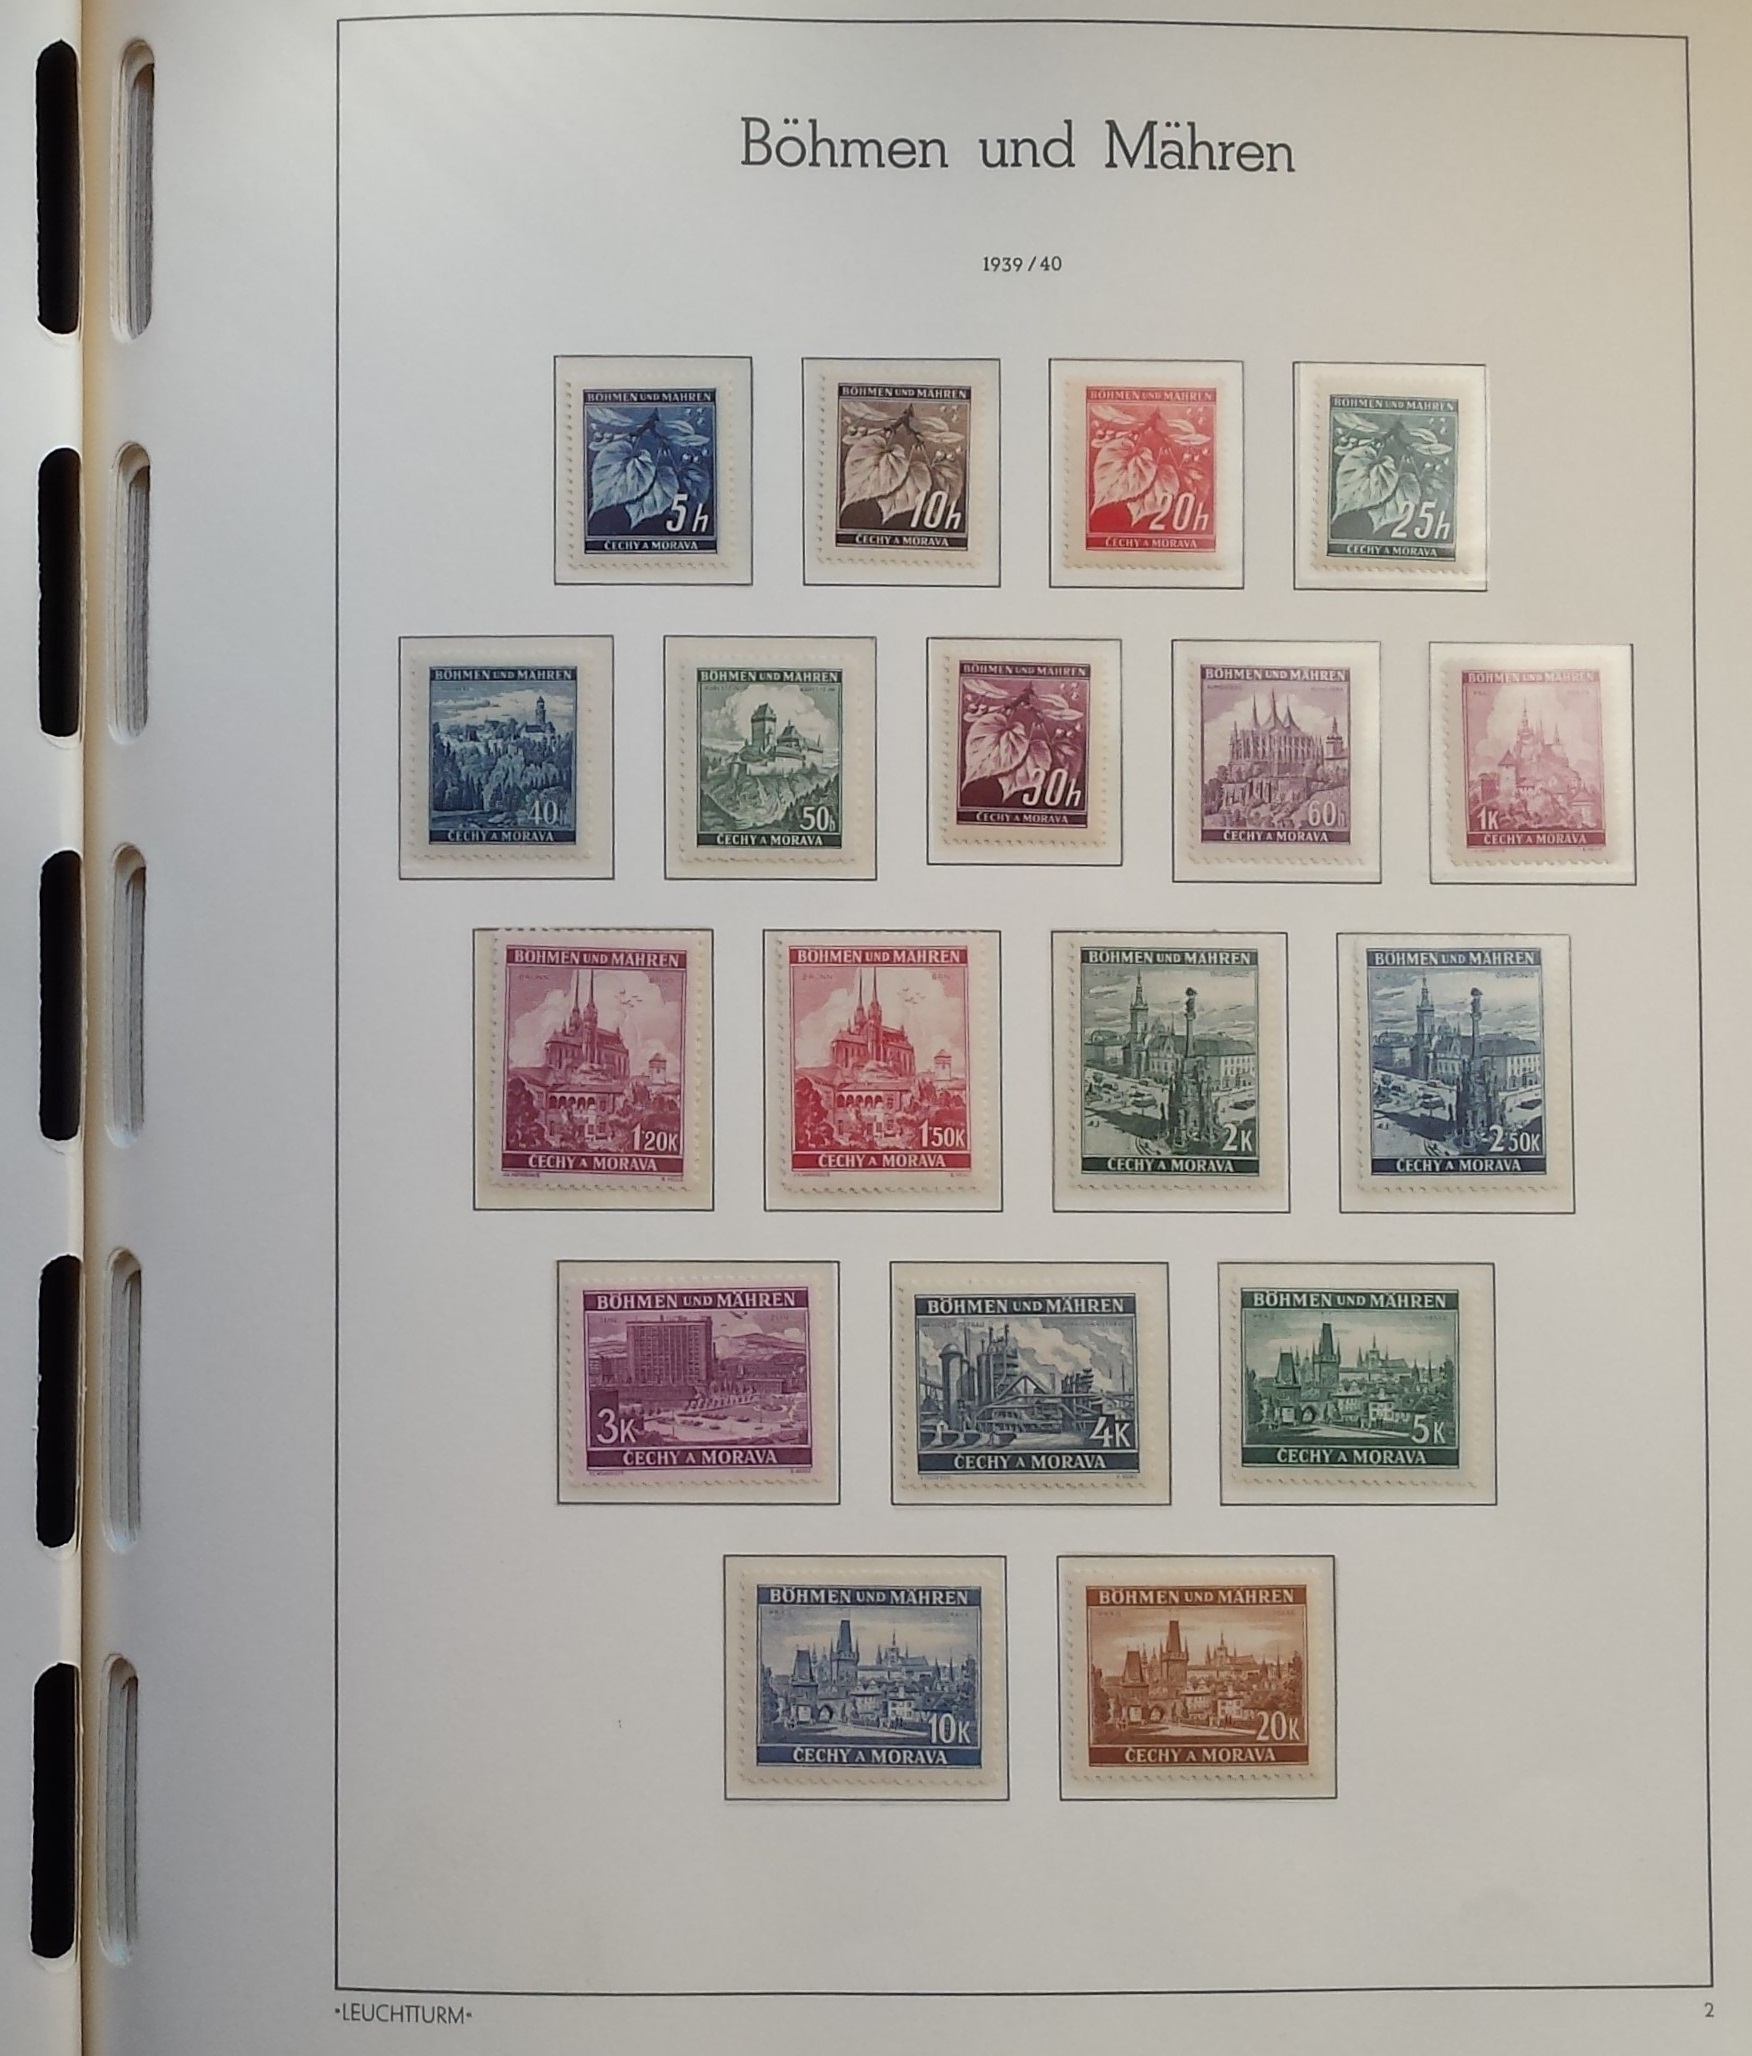 Böhmen und Mähren
1939/40
BÖHMEN UND MÄHREN
5h
ČECHY A MORAVA
BÖHMEN UND MÄHREN
10h
ČECHY A MORAVA
BÖHMEN UND MÄHREN
20h
ČECHY A MORAVA
BÖHMEN UND MÄHREN
25h
ČECHY A MORAVA
BÖHMEN UND MÄHREN
40h
ČECHY A MORAVA
BÖHMEN UND MÄHREN
50h
ČECHY A MORAVA
BÖHMEN UND MÄHREN
30h
ČECHY A MORAVA
BÖHMEN UND MÄHREN
60h
ČECHY A MORAVA
BÖHMEN UND MÄHREN
1K
ČECHY A MORAVA
BÖHMEN UND MÄHREN
BRÜNN BRNO
1·20K
ČECHY A MORAVA
BÖHMEN UND MÄHREN
BRÜNN BRNO
1·50K
ČECHY A MORAVA
BÖHMEN UND MÄHREN
OLOMOUC
2K
ČECHY A MORAVA
BÖHMEN UND MÄHREN
OLOMOUC
2·50K
ČECHY A MORAVA
BÖHMEN UND MÄHREN
3K
ČECHY A MORAVA
BÖHMEN UND MÄHREN
4K
ČECHY A MORAVA
BÖHMEN UND MÄHREN
5K
ČECHY A MORAVA
BÖHMEN UND MÄHREN
10K
ČECHY A MORAVA
BÖHMEN UND MÄHREN
20K
ČECHY A MORAVA
·LEUCHTTURM·
2